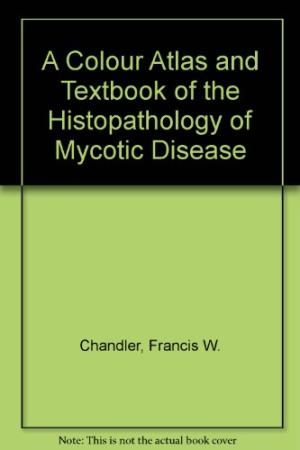 A Colour Atlas and
Textbook of the
Histopathology of
Mycotic Disease
Chandler, Francis W.
Note: This is not the actual book cover